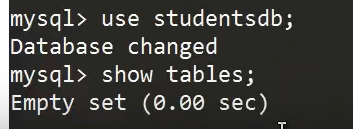 mysql> use studentsdb;
Database changed
mysql> show tables;
Empty set (0.00 sec)